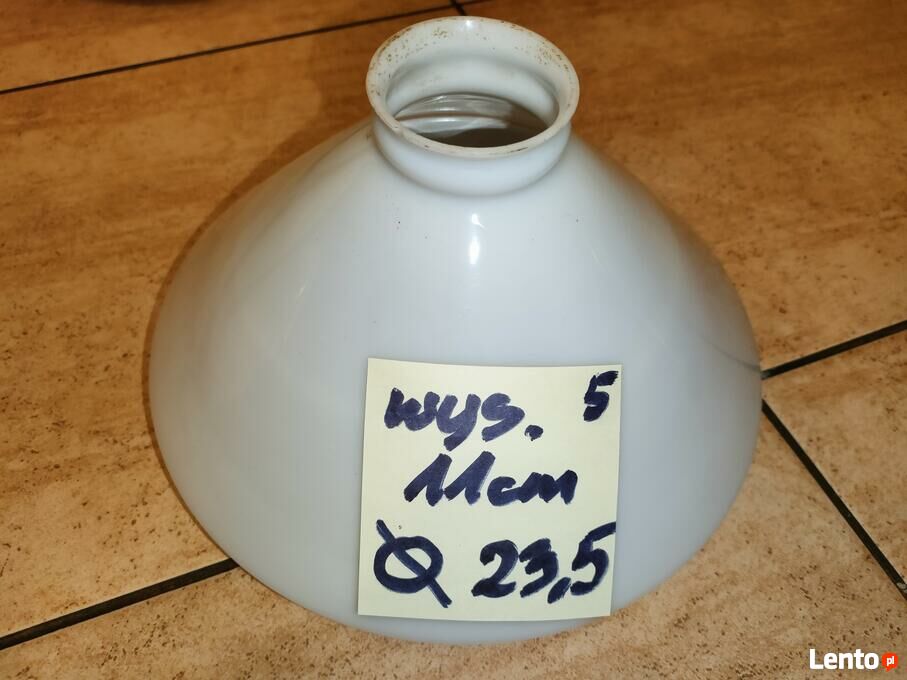 wys. 5
11cm
Ø 23,5
Lento.pl